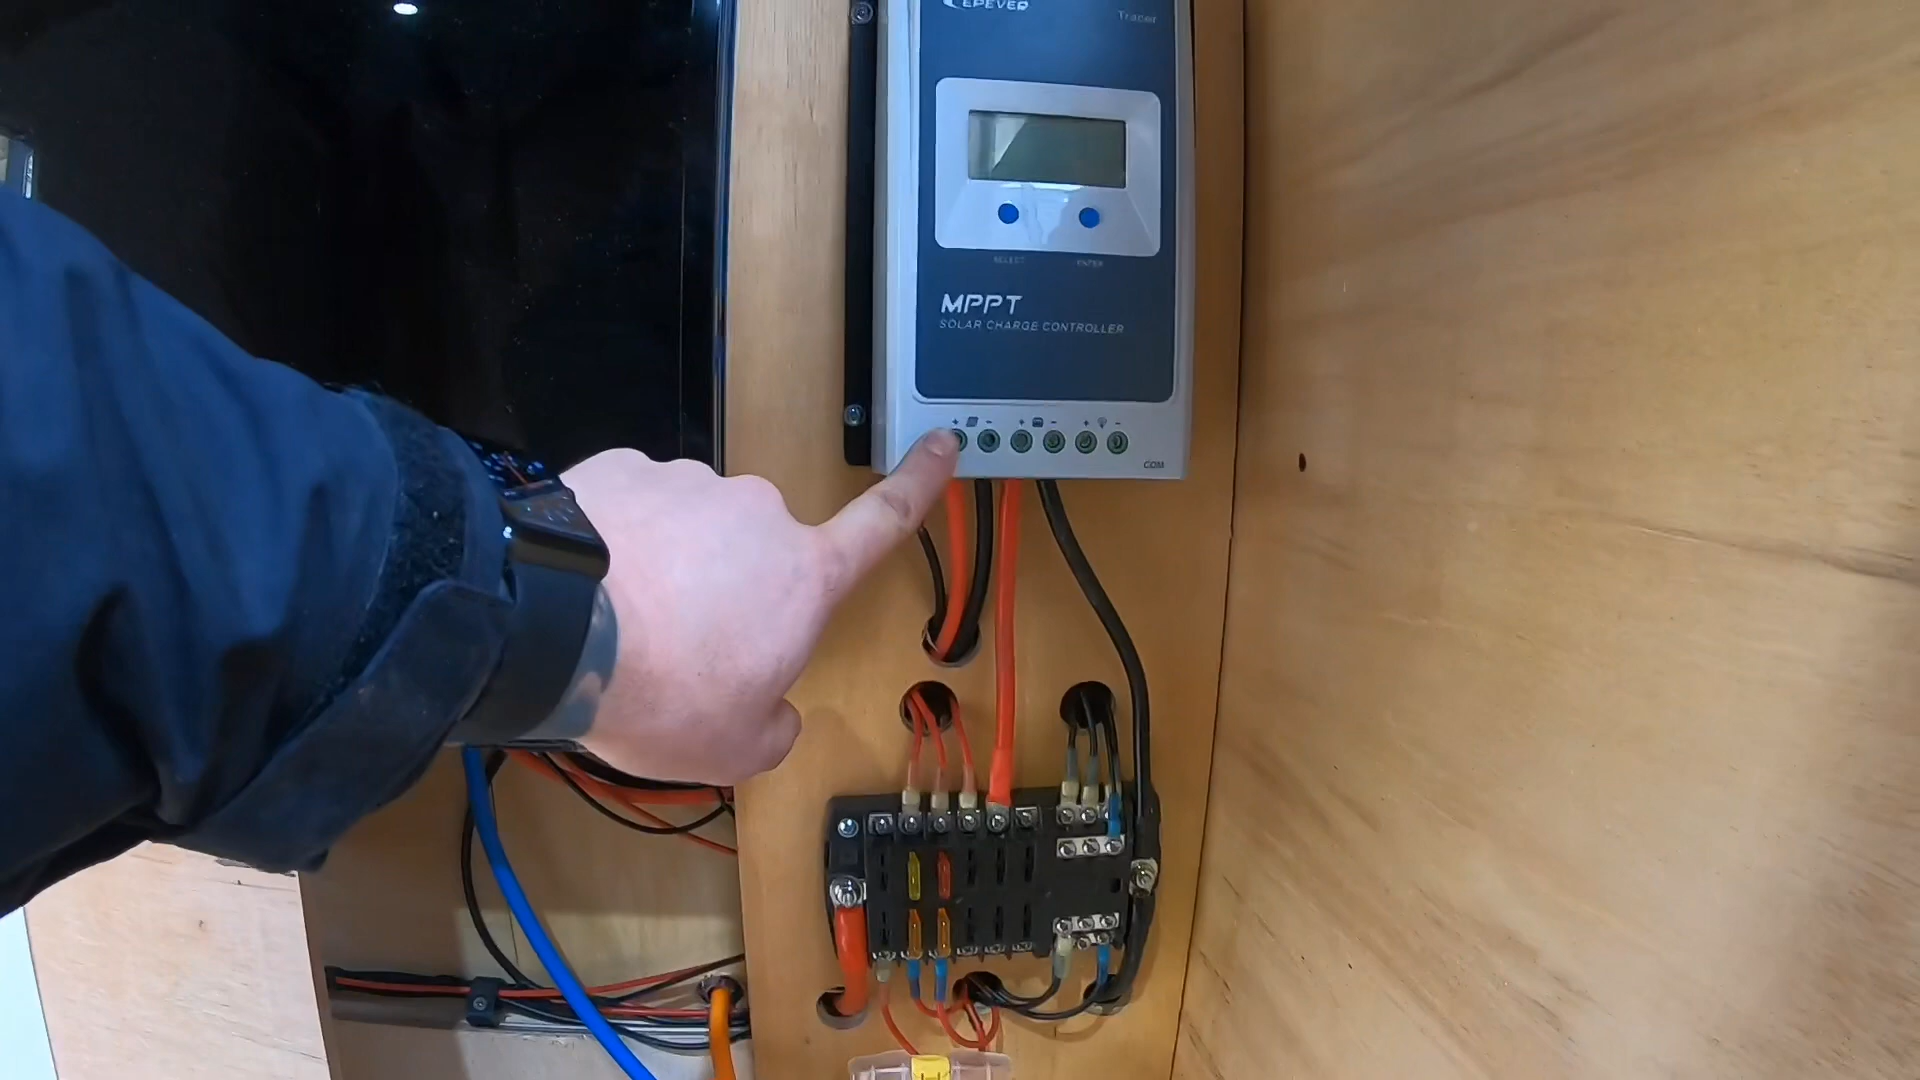 EPEVER
Tracer
SELECT
ENTER
MPPT
SOLAR CHARGE CONTROLLER
+ - + - + -
COM